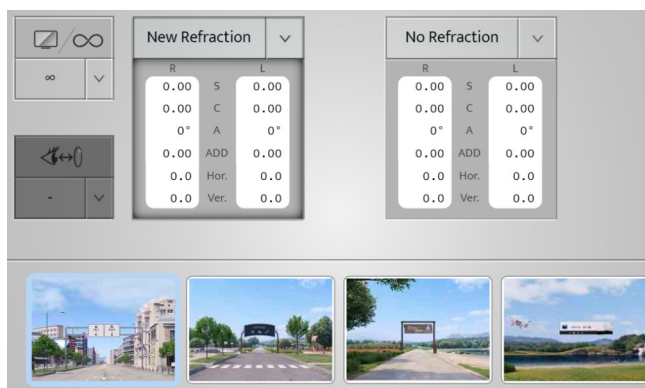 ∞
∞
New Refraction
No Refraction
R L
R L
0.00 S 0.00
0.00 S 0.00
0.00 C 0.00
0.00 C 0.00
0° A 0°
0° A 0°
0.00 ADD 0.00
0.00 ADD 0.00
0.0 Hor. 0.0
0.0 Hor. 0.0
0.0 Ver. 0.0
0.0 Ver. 0.0
-